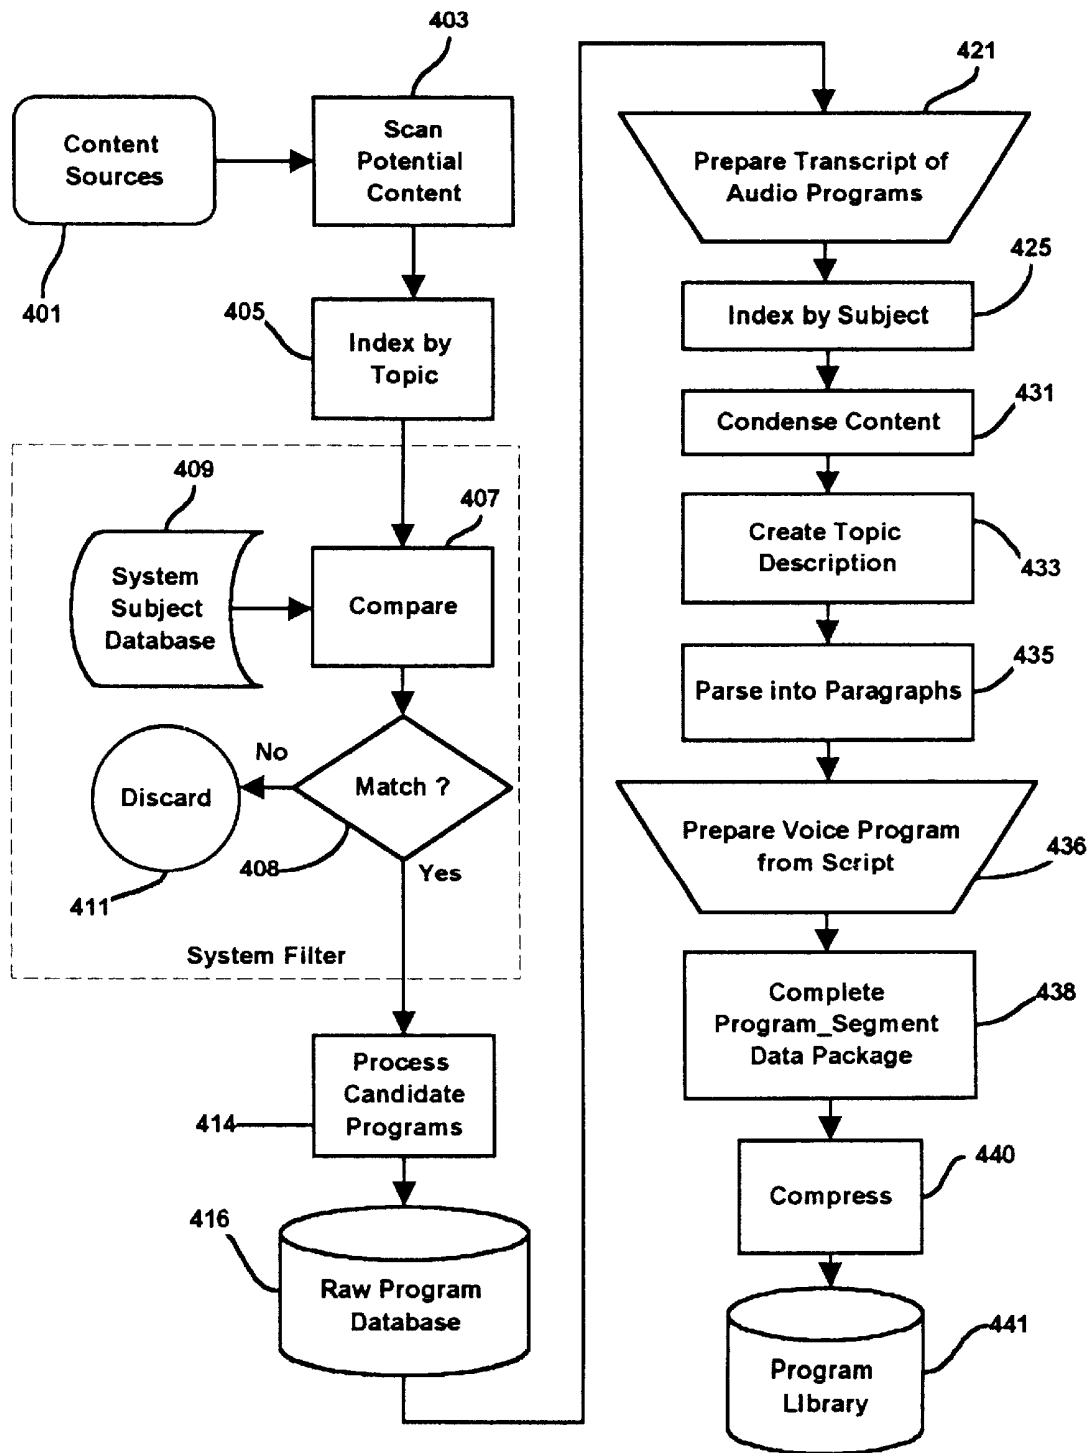 403
Content
Sources
Scan
Potential
Content
401
405
Index by
Topic
409
407
System
Subject
Database
Compare
No
Discard
Match ?
408
Yes
411
System Filter
Process
Candidate
Programs
414
416
Raw Program
Database
421
Prepare Transcript of
Audio Programs
425
Index by Subject
431
Condense Content
Create Topic
Description
433
435
Parse into Paragraphs
Prepare Voice Program
from Script
436
Complete
Program_Segment
Data Package
438
440
Compress
441
Program
Library